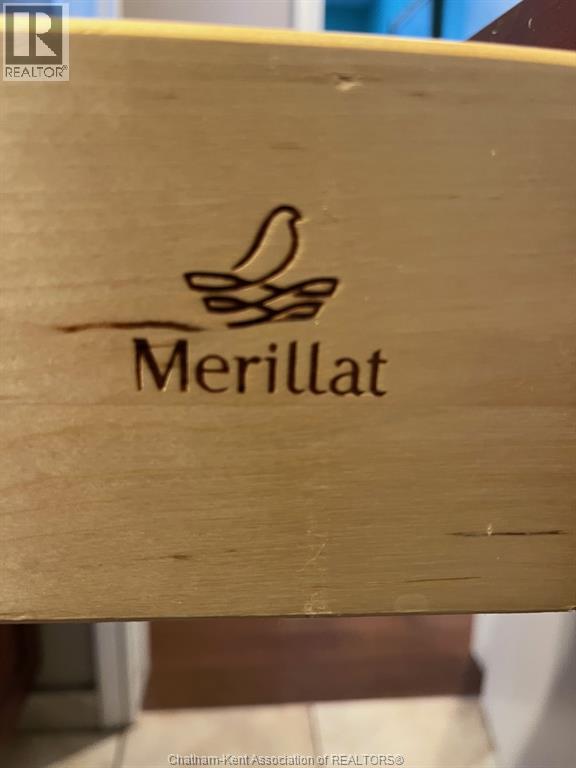 R
REALTOR®
Merillat
Chatham-Kent Association of REALTORS®